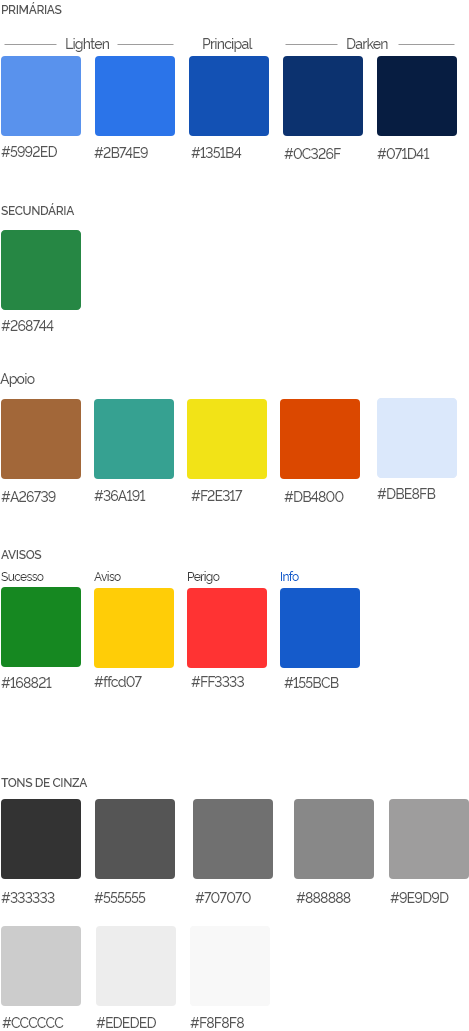 PRIMÁRIAS
Lighten Principal Darken
#5992ED #2B74E9 #1351B4 #0C326F #071D41
SECUNDÁRIA
#268744
Apoio
#A26739 #36A191 #F2E317 #DB4800 #DBE8FB
AVISOS
Sucesso Aviso Perigo Info
#168821 #ffcd07 #FF3333 #155BCB
TONS DE CINZA
#333333 #555555 #707070 #888888 #9E9D9D
#CCCCCC #EDEDED #F8F8F8